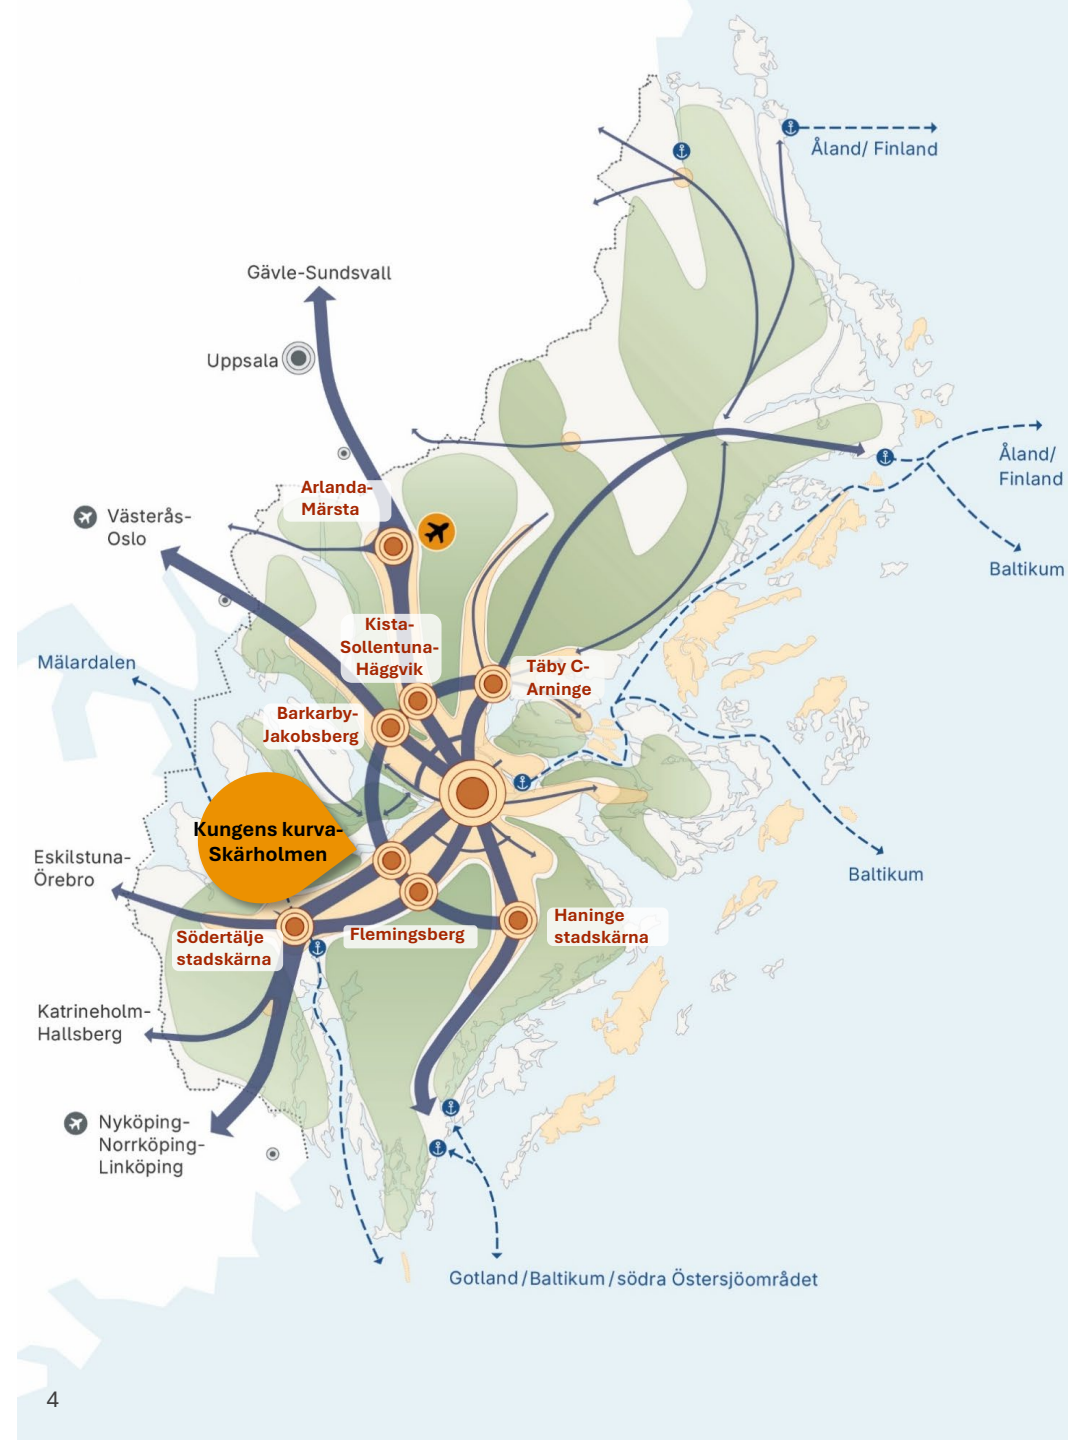 Åland/ Finland
Gävle-Sundsvall
Uppsala
Åland/
Finland
Arlanda-
Märsta
Västerås-
Oslo
Baltikum
Kista-
Sollentuna-
Häggvik
Mälardalen
Täby C-
Arninge
Barkarby-
Jakobsberg
Kungens kurva-
Skärholmen
Eskilstuna-
Örebro
Baltikum
Haninge
stadskärna
Södertälje
stadskärna
Flemingsberg
Katrineholm-
Hallsberg
Nyköping-
Norrköping-
Linköping
Gotland/Baltikum/södra Östersjöområdet
4